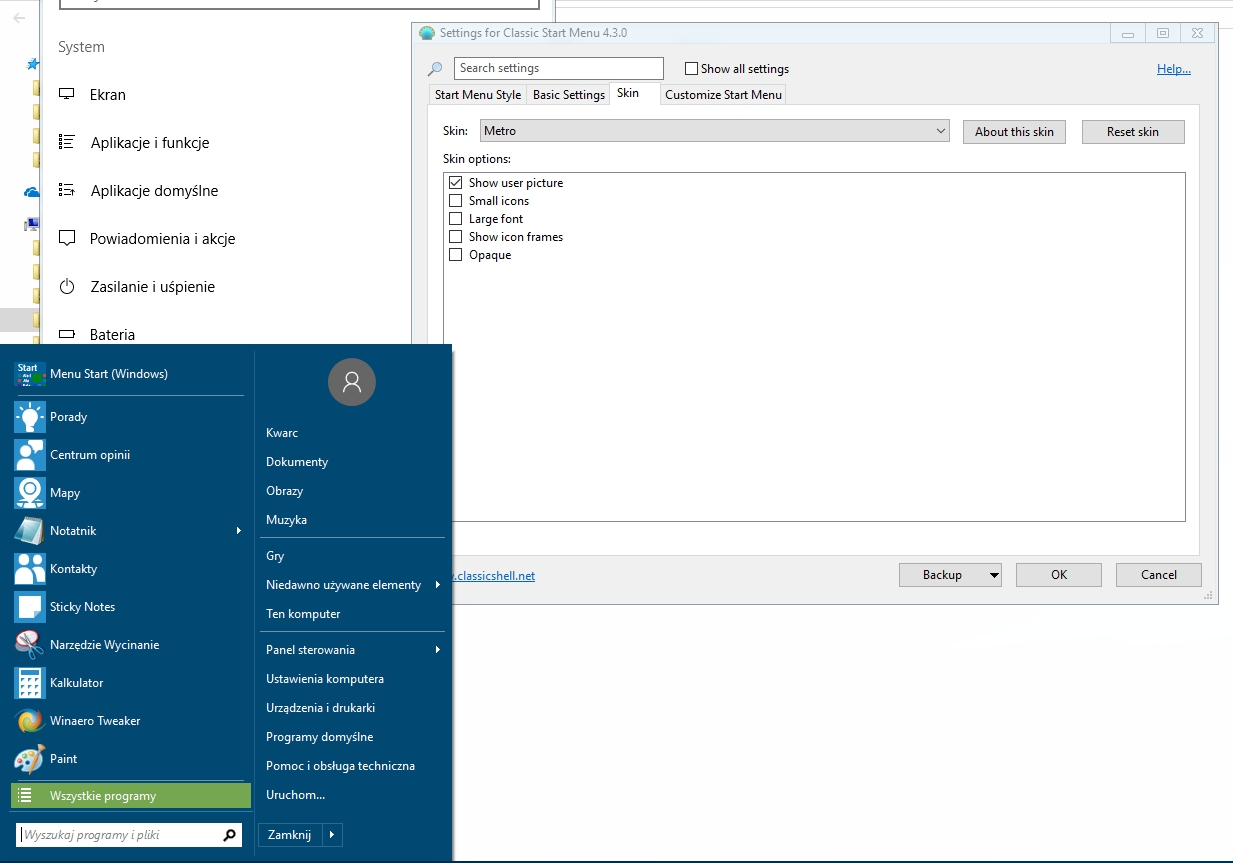 System
Ekran
Aplikacje i funkcje
Aplikacje domyślne
Powiadomienia i akcje
Zasilanie i uśpienie
Bateria
Settings for Classic Start Menu 4.3.0
Search settings
Show all settings
Help...
Start Menu Style
Basic Settings
Skin
Customize Start Menu
Skin:
Metro
About this skin
Reset skin
Skin options:
Show user picture
Small icons
Large font
Show icon frames
Opaque
.classicshell.net
Backup
OK
Cancel
Start
Menu Start (Windows)
Porady
Centrum opinii
Mapy
Notatnik
Kontakty
Sticky Notes
Narzędzie Wycinanie
Kalkulator
Winaero Tweaker
Paint
Wszystkie programy
Wyszukaj programy i pliki
Kwarc
Dokumenty
Obrazy
Muzyka
Gry
Niedawno używane elementy
Ten komputer
Panel sterowania
Ustawienia komputera
Urządzenia i drukarki
Programy domyślne
Pomoc i obsługa techniczna
Uruchom...
Zamknij